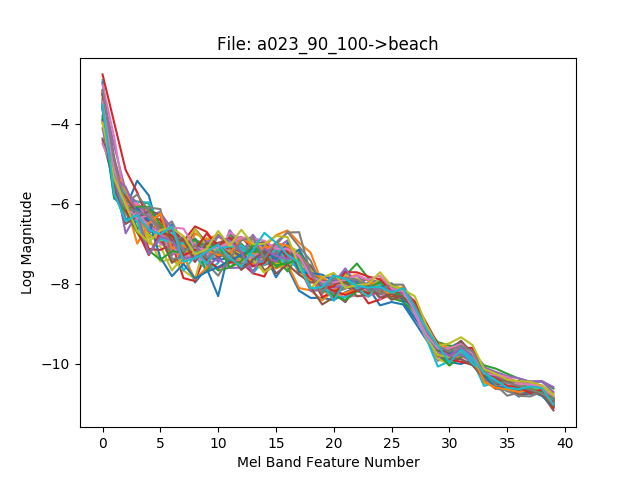 File: a023_90_100->beach
−4
−6
−8
−10
Log Magnitude
0 5 10 15 20 25 30 35 40
Mel Band Feature Number